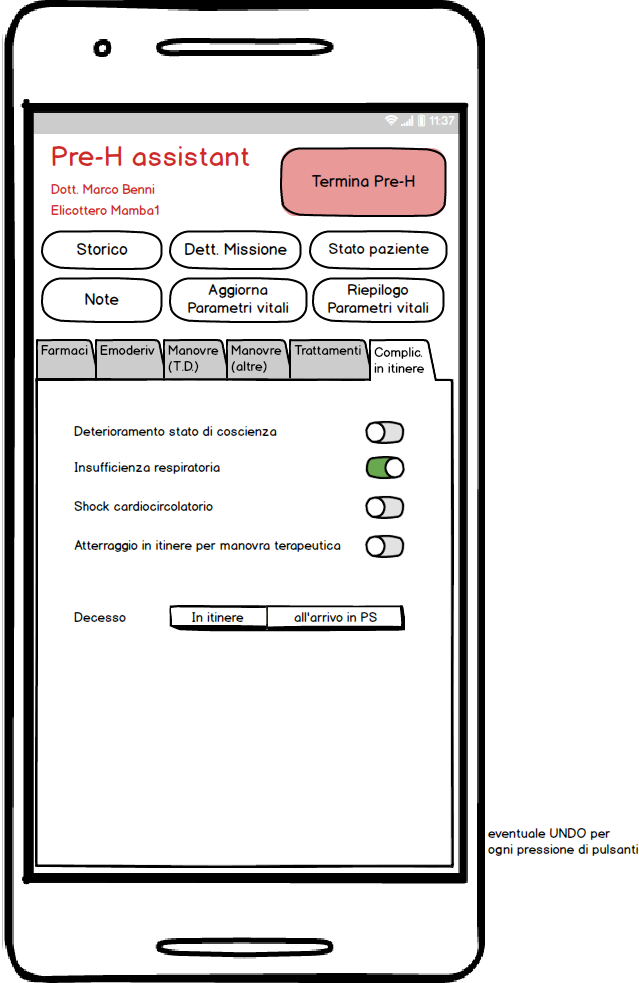 11:37
Pre-H assistant
Dott. Marco Benni
Elicottero Mamba1
Termina Pre-H
Storico
Dett. Missione
Stato paziente
Note
Aggiorna
Parametri vitali
Riepilogo
Parametri vitali
Farmaci
Emoderiv
Manovre
(T.D.)
Manovre
(altre)
Trattamenti
Complic.
in itinere
Deterioramento stato di coscienza
Insufficienza respiratoria
Shock cardiocircolatorio
Atterraggio in itinere per manovra terapeutica
Decesso
In itinere
all'arrivo in PS
eventuale UNDO per
ogni pressione di pulsanti